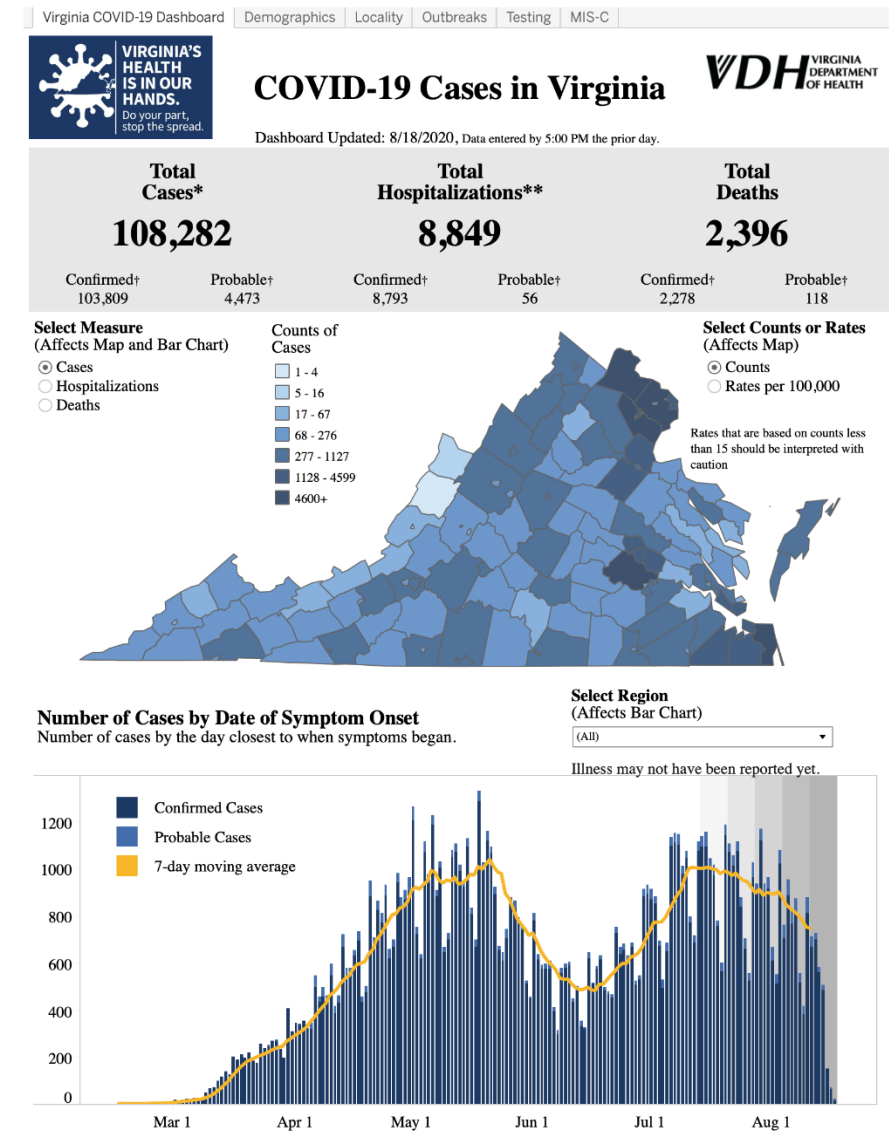 Virginia COVID-19 Dashboard Demographics Locality Outbreaks Testing MIS-C
VIRGINIA'S
HEALTH
IS IN OUR
HANDS.
Do your part,
stop the spread.
COVID-19 Cases in Virginia
VDH VIRGINIA
DEPARTMENT
OF HEALTH
Dashboard Updated: 8/18/2020, Data entered by 5:00 PM the prior day.
Total
Cases*
108,282
Confirmed† Probable†
103,809 4,473
Total
Hospitalizations**
8,849
Confirmed† Probable†
8,793 56
Total
Deaths
2,396
Confirmed† Probable†
2,278 118
Select Measure
(Affects Map and Bar Chart)
Cases
Hospitalizations
Deaths
Counts of
Cases
1 - 4
5 - 16
17 - 67
68 - 276
277 - 1127
1128 - 4599
4600+
Select Counts or Rates
(Affects Map)
Counts
Rates per 100,000
Rates that are based on counts less
than 15 should be interpreted with
caution
Number of Cases by Date of Symptom Onset
Number of cases by the day closest to when symptoms began.
Select Region
(Affects Bar Chart)
(All)
Illness may not have been reported yet.
Confirmed Cases
Probable Cases
7-day moving average
1200
1000
800
600
400
200
0
Mar 1 Apr 1 May 1 Jun 1 Jul 1 Aug 1